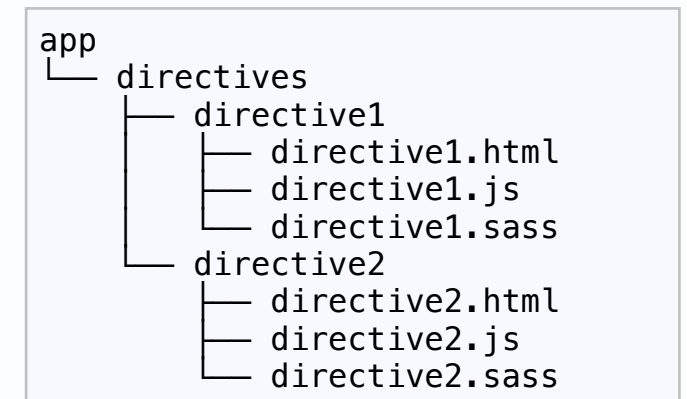 app
└── directives
    ├── directive1
    │   ├── directive1.html
    │   ├── directive1.js
    │   └── directive1.sass
    └── directive2
        ├── directive2.html
        ├── directive2.js
        └── directive2.sass